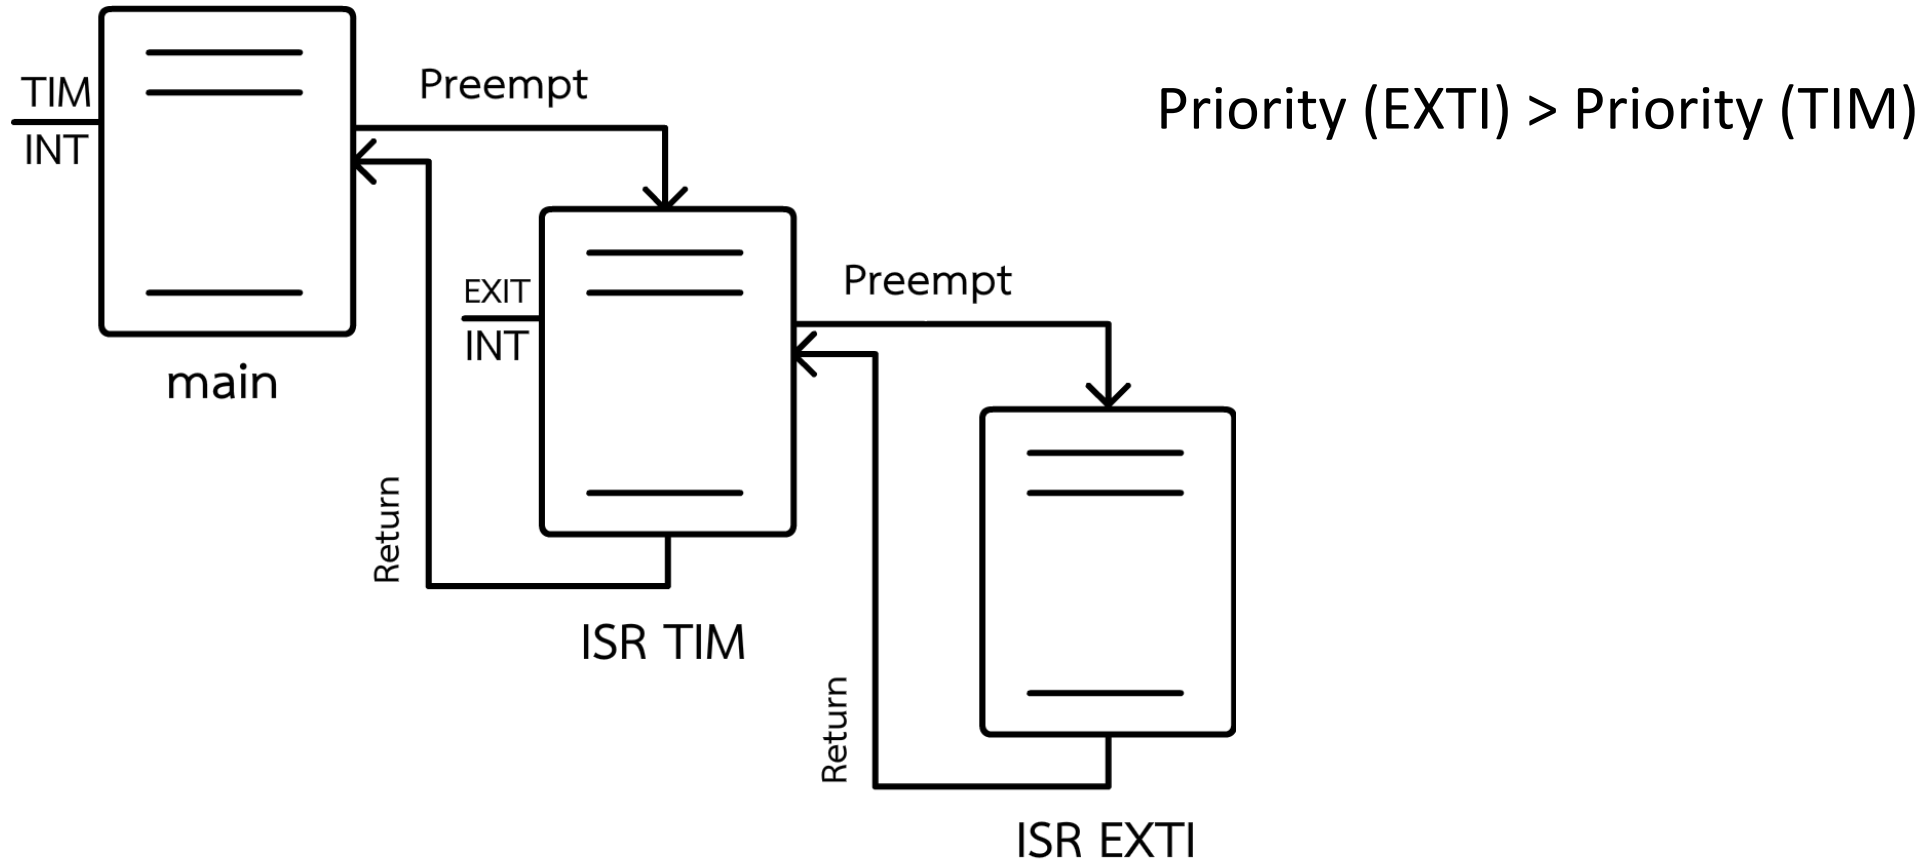 TIM
INT
Preempt
Priority (EXTI) > Priority (TIM)
main
EXIT
INT
Preempt
Return
ISR TIM
Return
ISR EXTI